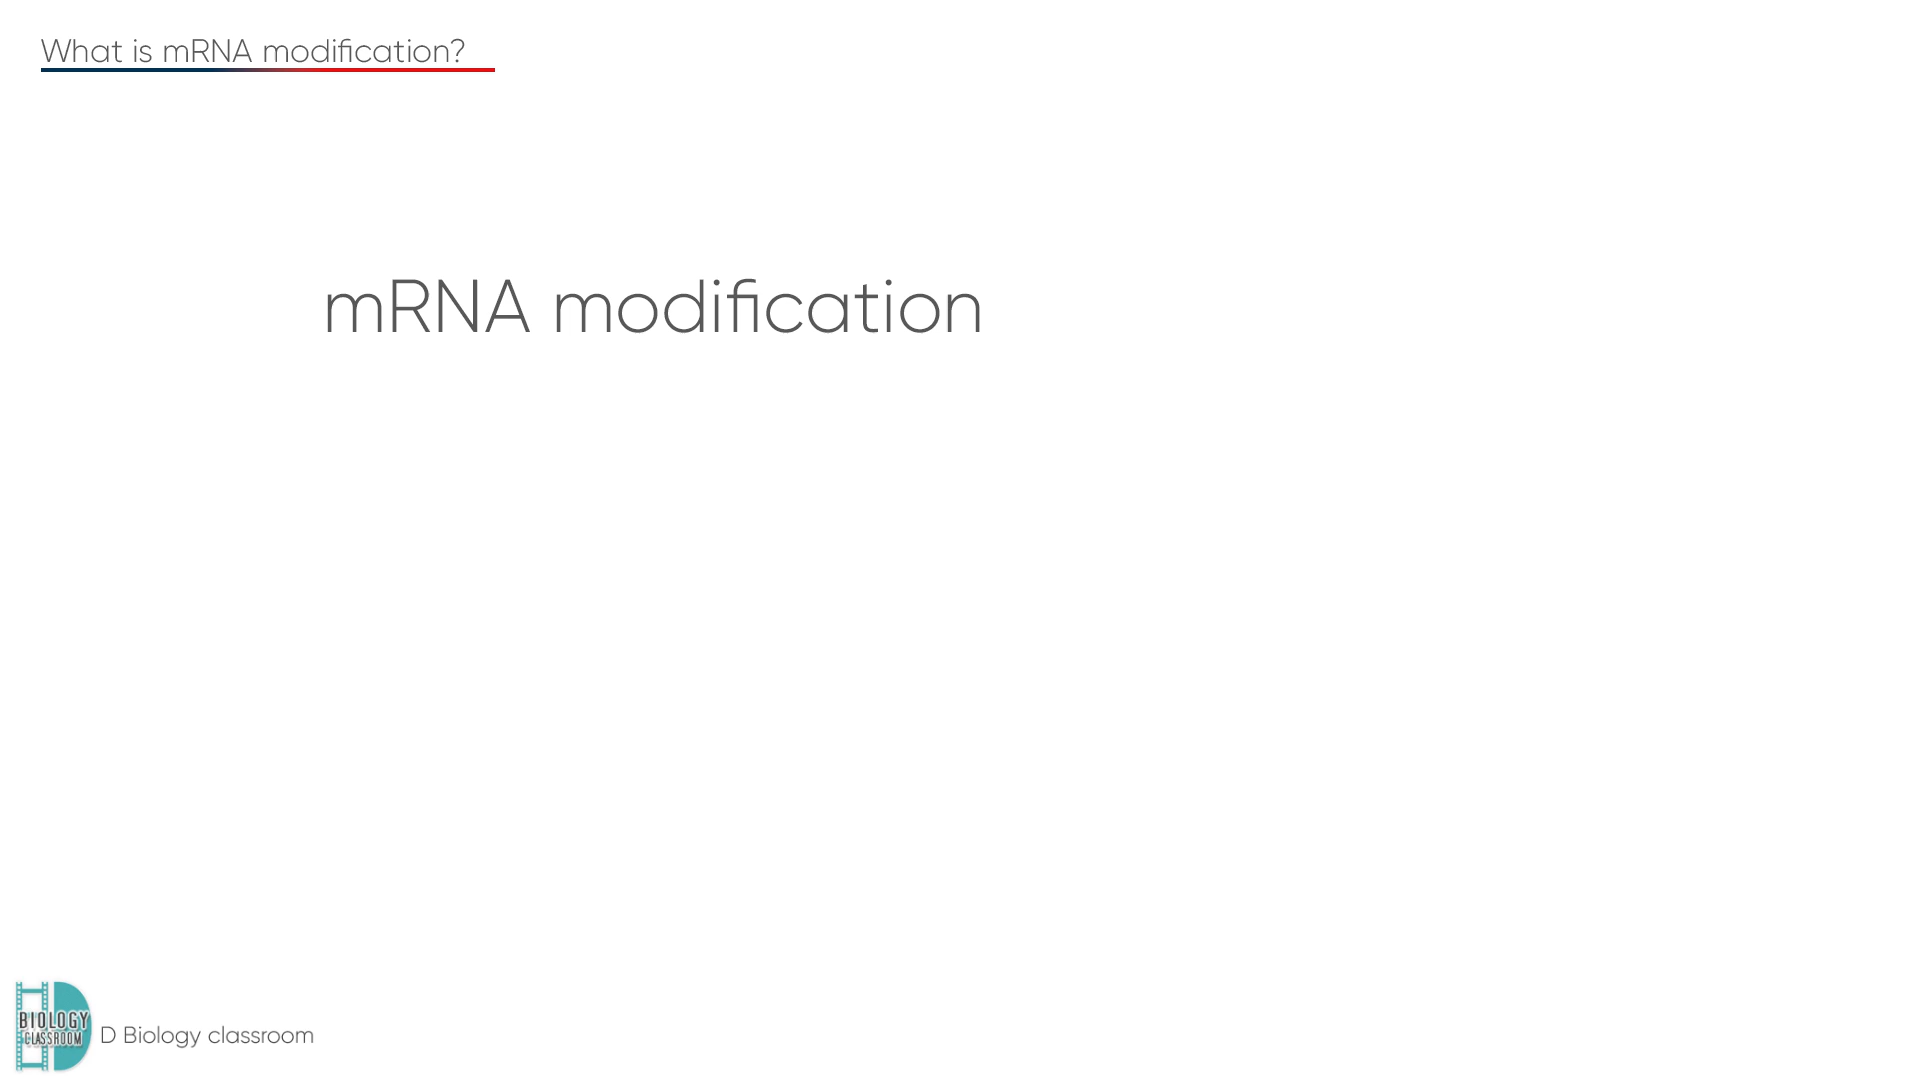 What is mRNA modification?
mRNA modification
BIOLOGY
CLASSROOM
D Biology classroom